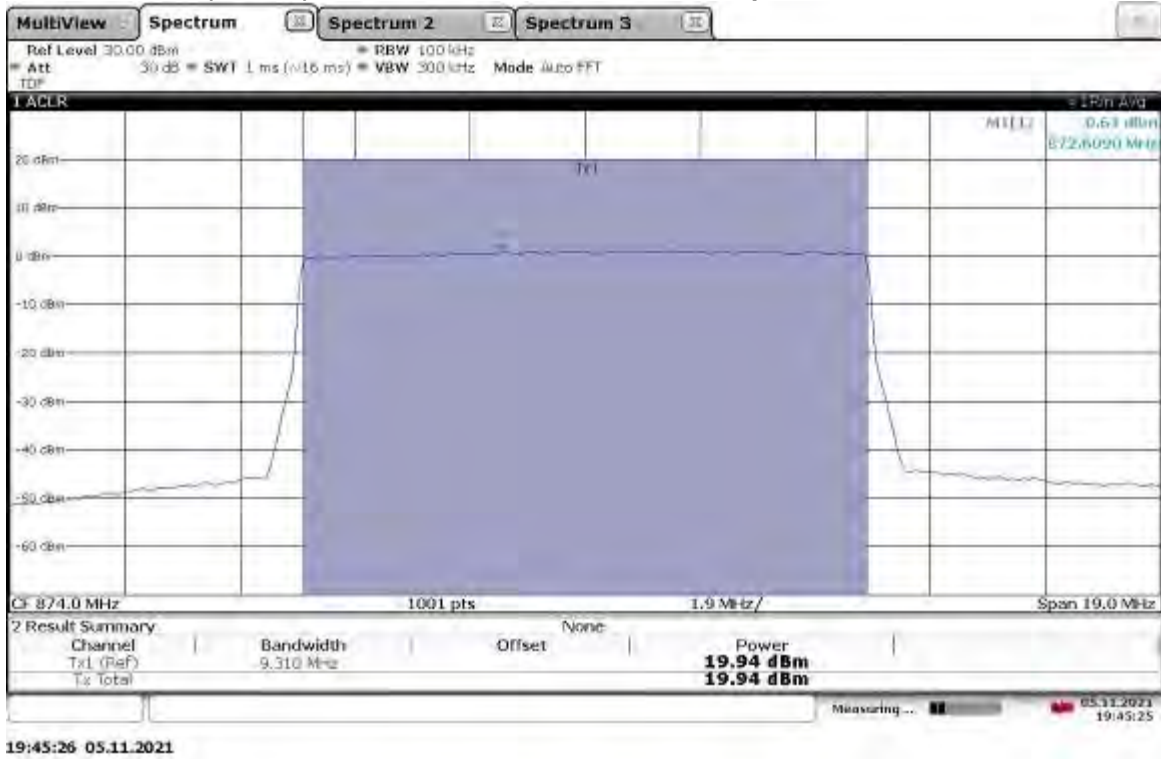 MultiView Spectrum Spectrum 2 Spectrum 3
Ref Level 30.00 dBm RBW 100 kHz
Att 30 dB SWT 1 ms (~16 ms) VBW 300 kHz Mode Auto FFT
TDF
1 ACLR 1Rm Avg
M1[1] 0.63 dBm
872.6090 MHz
20 dBm
Tx1
10 dBm
0 dBm
-10 dBm
-20 dBm
-30 dBm
-40 dBm
-50 dBm
-60 dBm
CF 874.0 MHz 1001 pts 1.9 MHz/ Span 19.0 MHz
2 Result Summary None
Channel Bandwidth Offset Power
Tx1 (Ref) 9.310 MHz 19.94 dBm
Tx Total 19.94 dBm
Measuring... 05.11.2021
19:45:25
19:45:26 05.11.2021